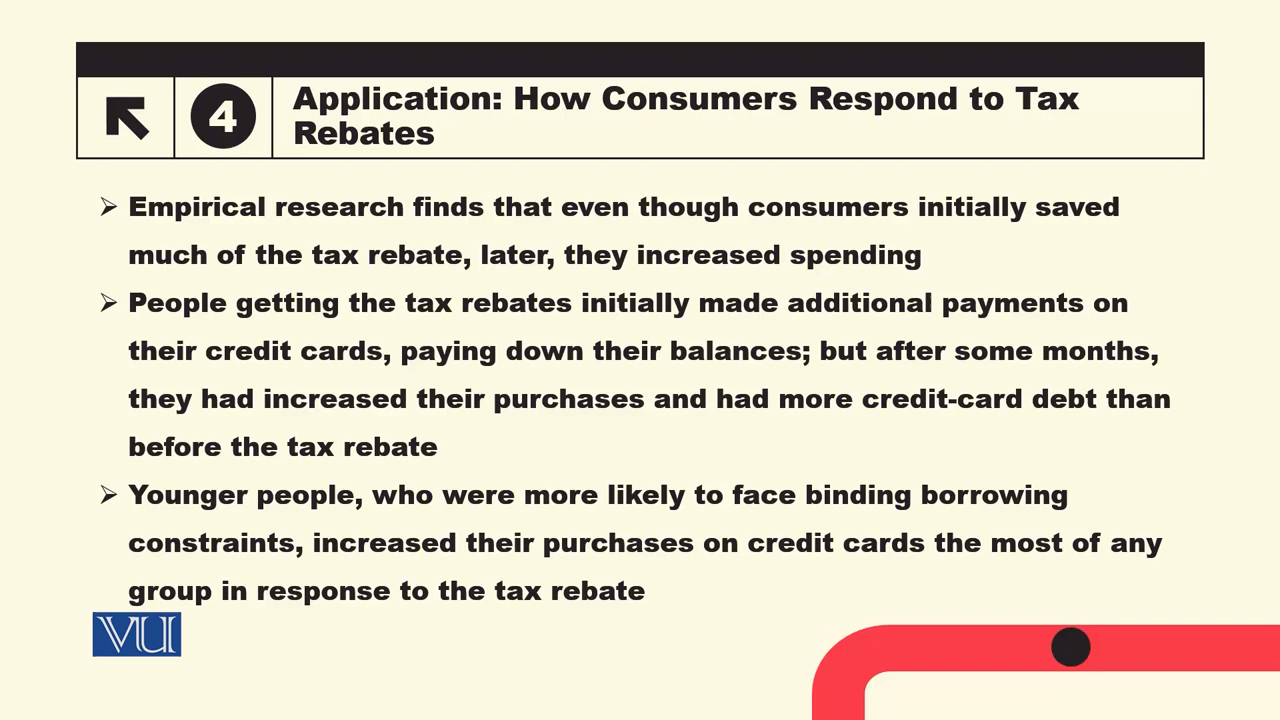 4
Application: How Consumers Respond to Tax
Rebates
➢ Empirical research finds that even though consumers initially saved
much of the tax rebate, later, they increased spending
➢ People getting the tax rebates initially made additional payments on
their credit cards, paying down their balances; but after some months,
they had increased their purchases and had more credit-card debt than
before the tax rebate
➢ Younger people, who were more likely to face binding borrowing
constraints, increased their purchases on credit cards the most of any
group in response to the tax rebate
VU